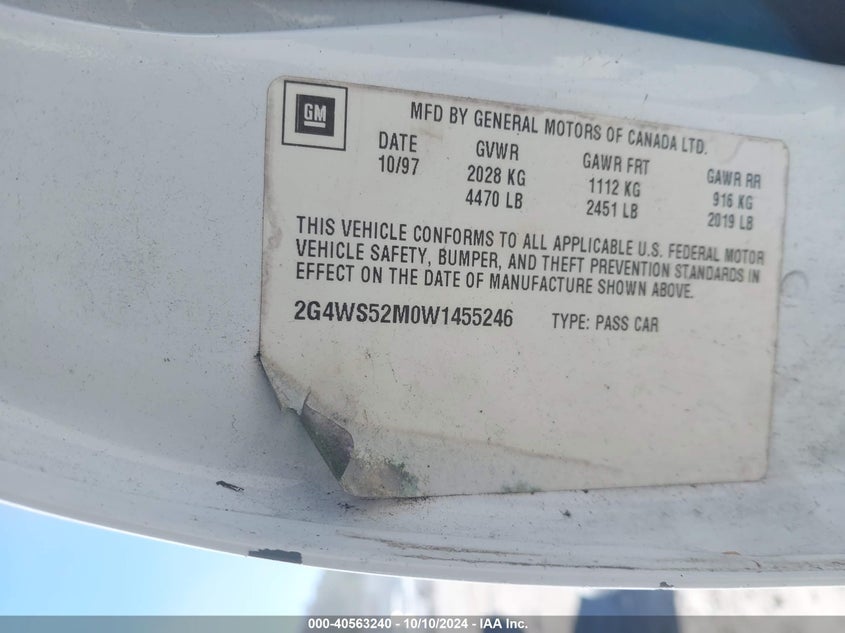 GM
MFD BY GENERAL MOTORS OF CANADA LTD.
DATE GVWR GAWR FRT GAWR RR
10/97 2028 KG 1112 KG 916 KG
4470 LB 2451 LB 2019 LB
THIS VEHICLE CONFORMS TO ALL APPLICABLE U.S. FEDERAL MOTOR
VEHICLE SAFETY, BUMPER, AND THEFT PREVENTION STANDARDS IN
EFFECT ON THE DATE OF MANUFACTURE SHOWN ABOVE.
2G4WS52M0W1455246 TYPE: PASS CAR
000-40563240 - 10/10/2024 - IAA Inc.